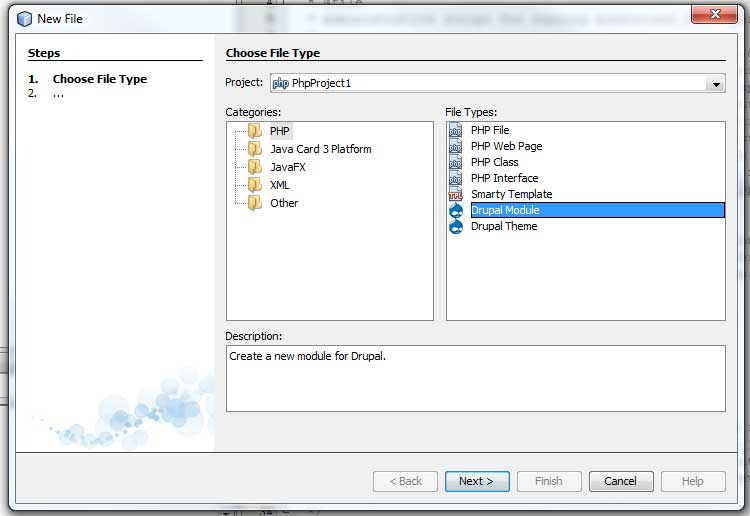 New File
Steps
1. Choose File Type
2. ...
Choose File Type
Project: php PhpProject1
Categories:
PHP
Java Card 3 Platform
JavaFX
XML
Other
File Types:
PHP File
PHP Web Page
PHP Class
PHP Interface
Smarty Template
Drupal Module
Drupal Theme
Description:
Create a new module for Drupal.
< Back
Next >
Finish
Cancel
Help
34